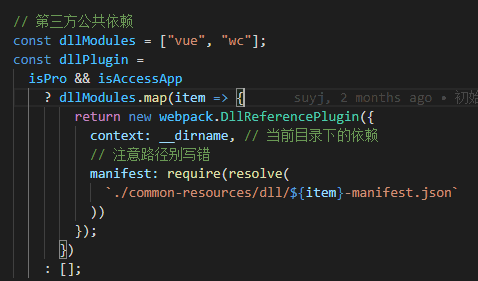 // 第三方公共依赖
const dllModules = ["vue", "wc"];
const dllPlugin =
  isPro && isAccessApp
    ? dllModules.map(item => {      suyj, 2 months ago • 初始
        return new webpack.DllReferencePlugin({
          context: __dirname, // 当前目录下的依赖
          // 注意路径别写错
          manifest: require(resolve(
            `./common-resources/dll/${item}-manifest.json`
          ))
        });
      })
    : [];